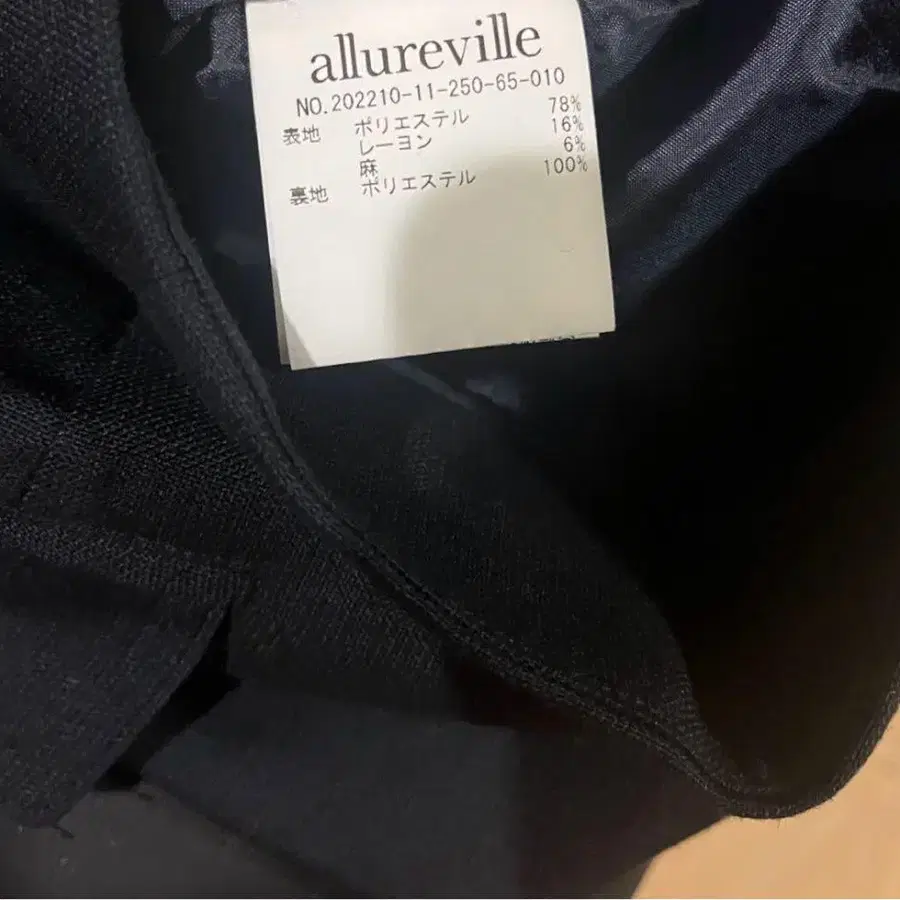 allureville
NO.202210-11-250-65-010
表地 ポリエステル 78%
レーヨン 16%
麻 6%
裏地 ポリエステル 100%